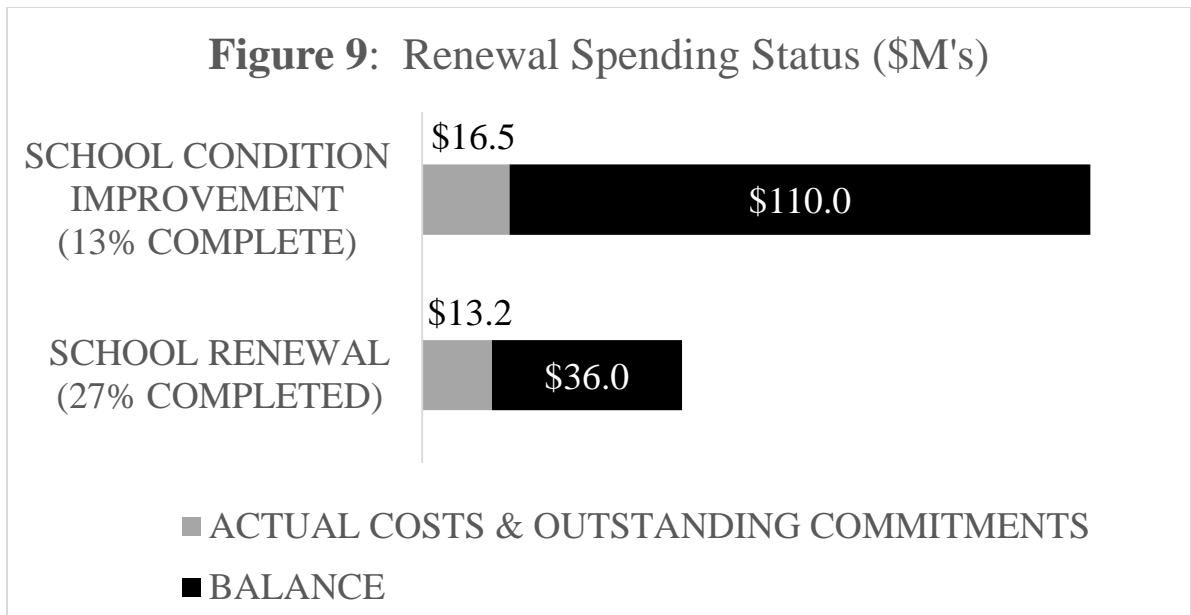 Figure 9: Renewal Spending Status ($M's)
SCHOOL CONDITION
IMPROVEMENT
(13% COMPLETE)
$16.5
$110.0
SCHOOL RENEWAL
(27% COMPLETED)
$13.2
$36.0
ACTUAL COSTS & OUTSTANDING COMMITMENTS
BALANCE